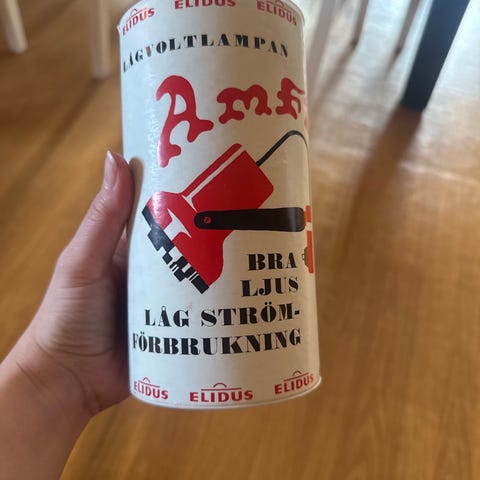 ELIDUS ELIDUS ELIDUS
LÅGVOLTLAMPAN
BRA
LJUS
LÅG STRÖM-
FÖRBRUKNING
ELIDUS ELIDUS ELIDUS